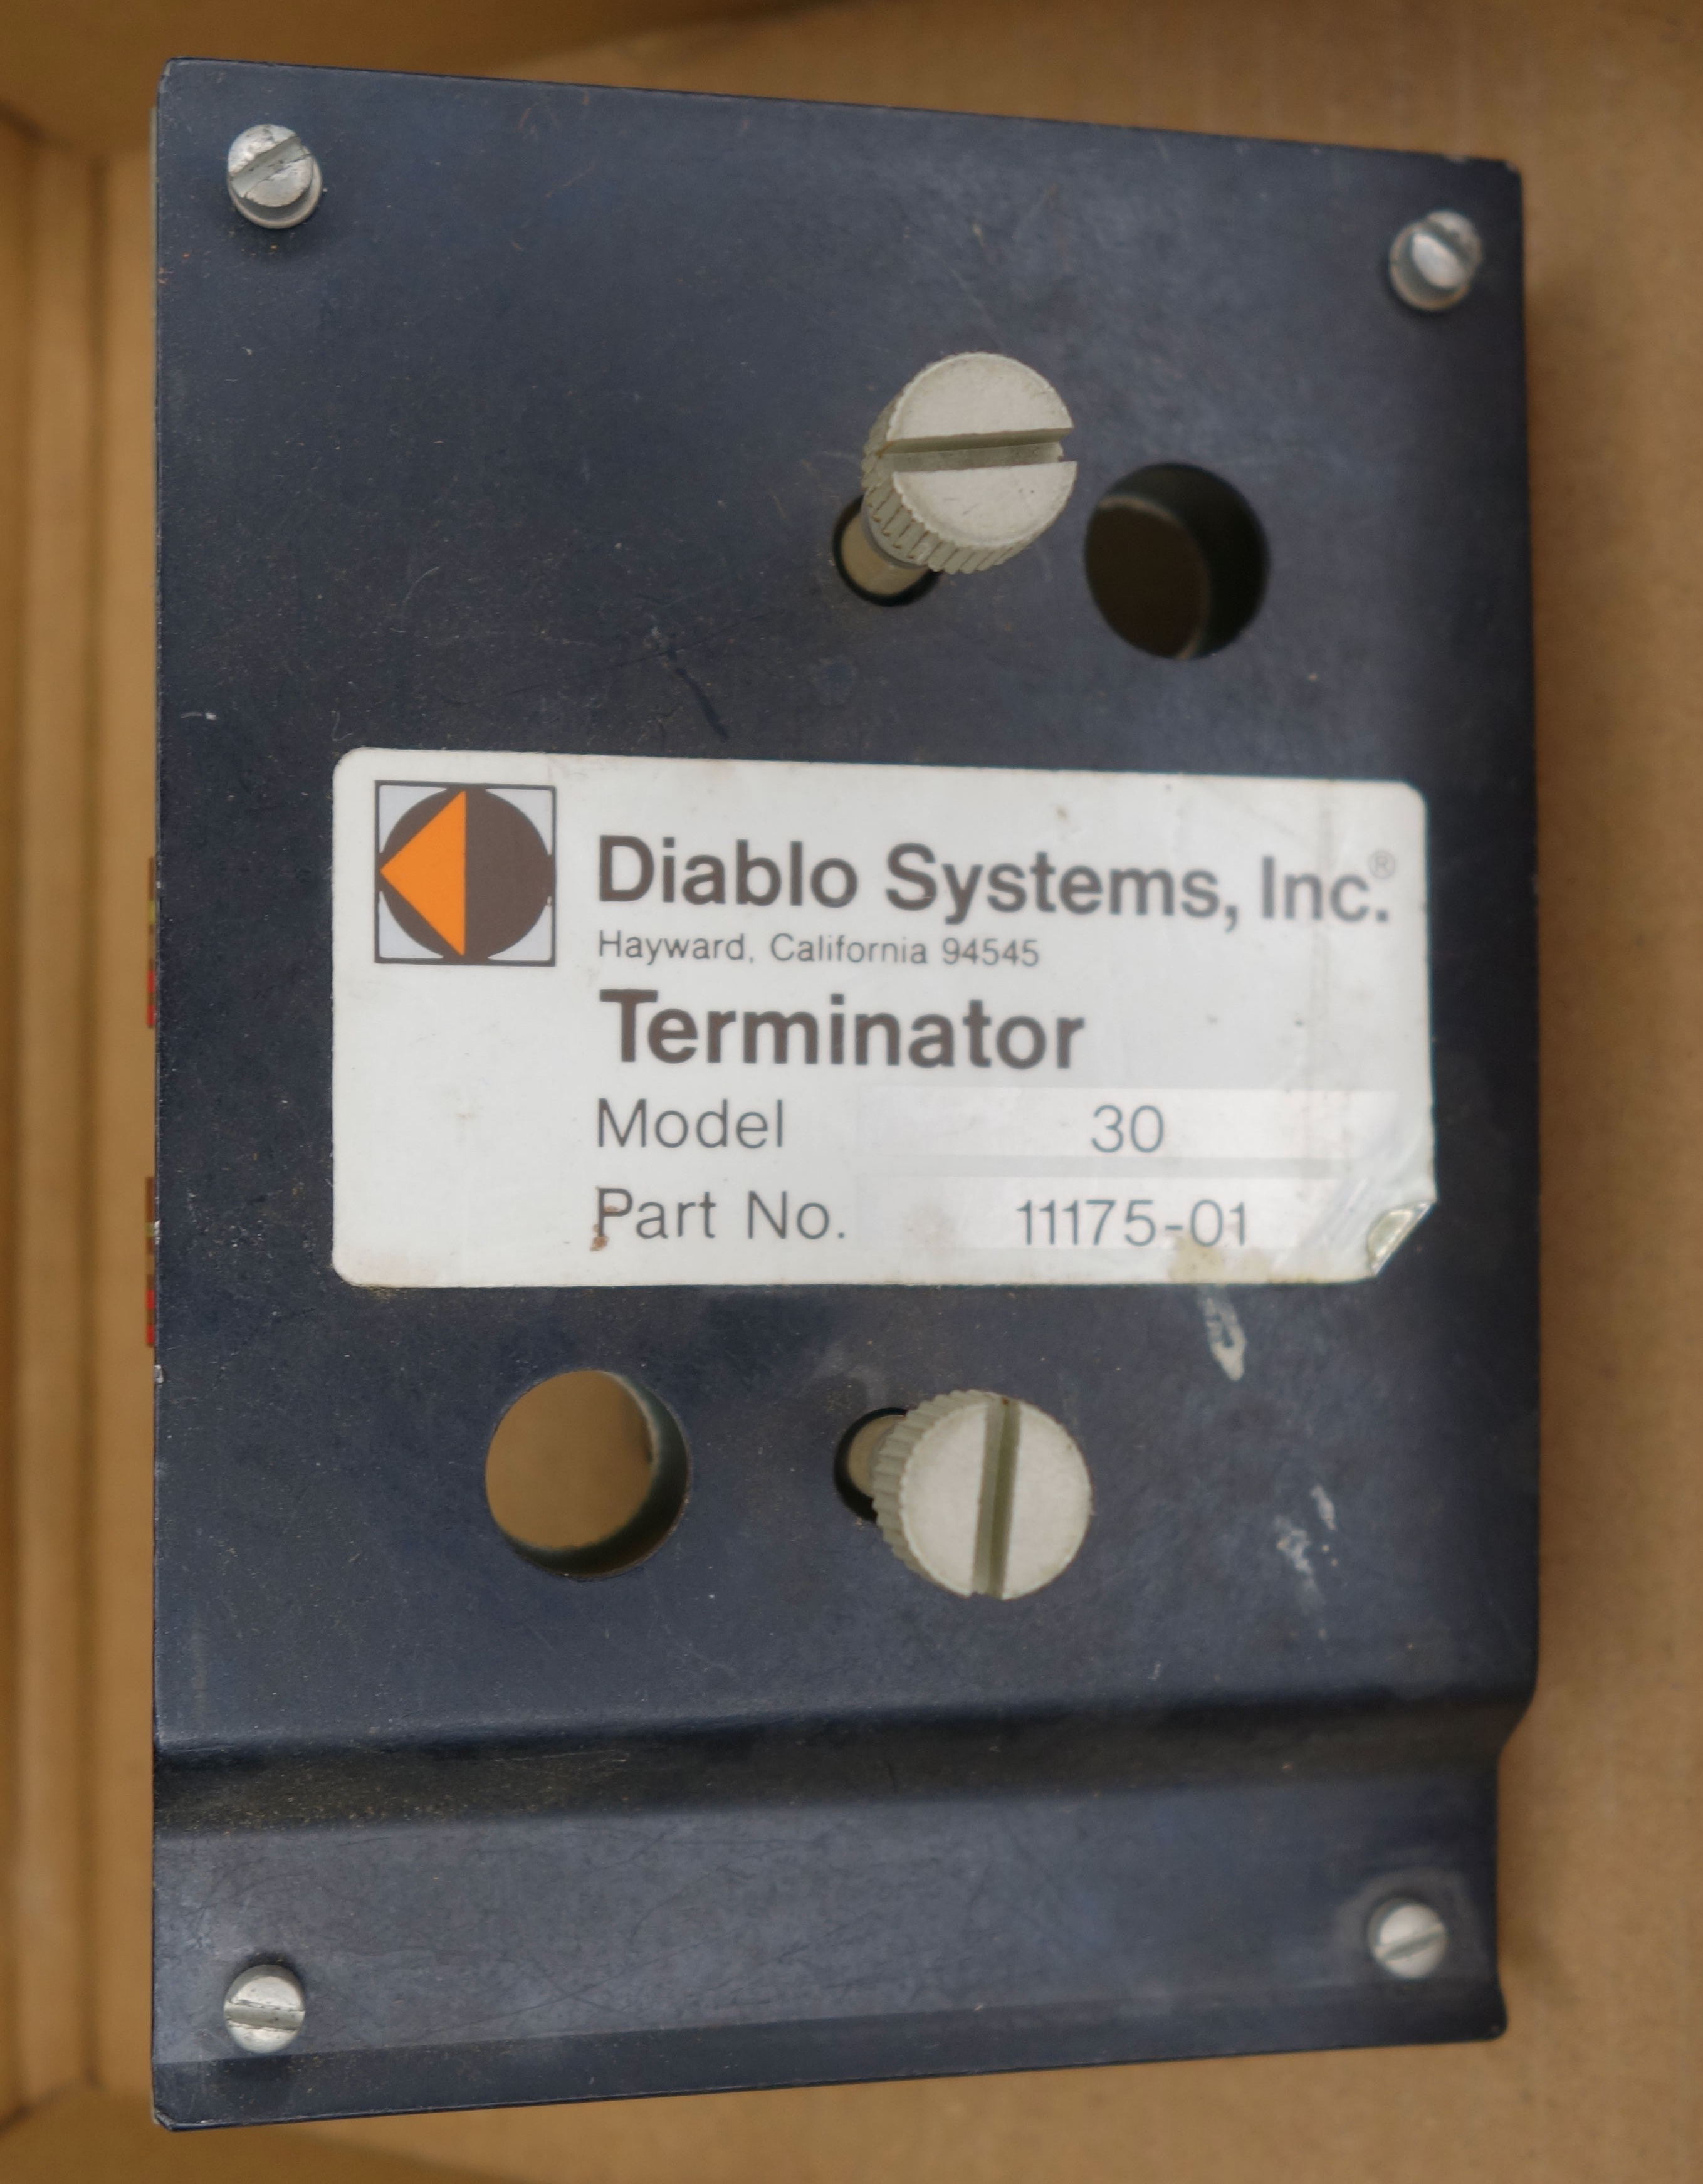 Diablo Systems, Inc.®
Hayward, California 94545
Terminator
Model 30
Part No. 11175-01